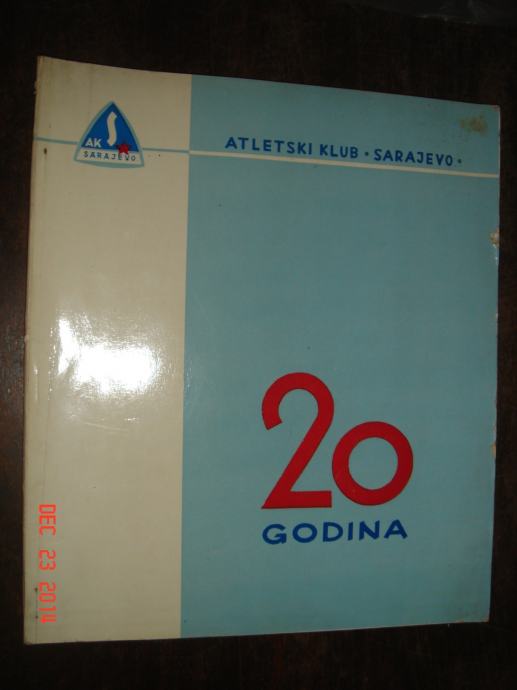 AK S
SARAJEVO
ATLETSKI KLUB • SARAJEVO •
20
GODINA
DEC 23 2014